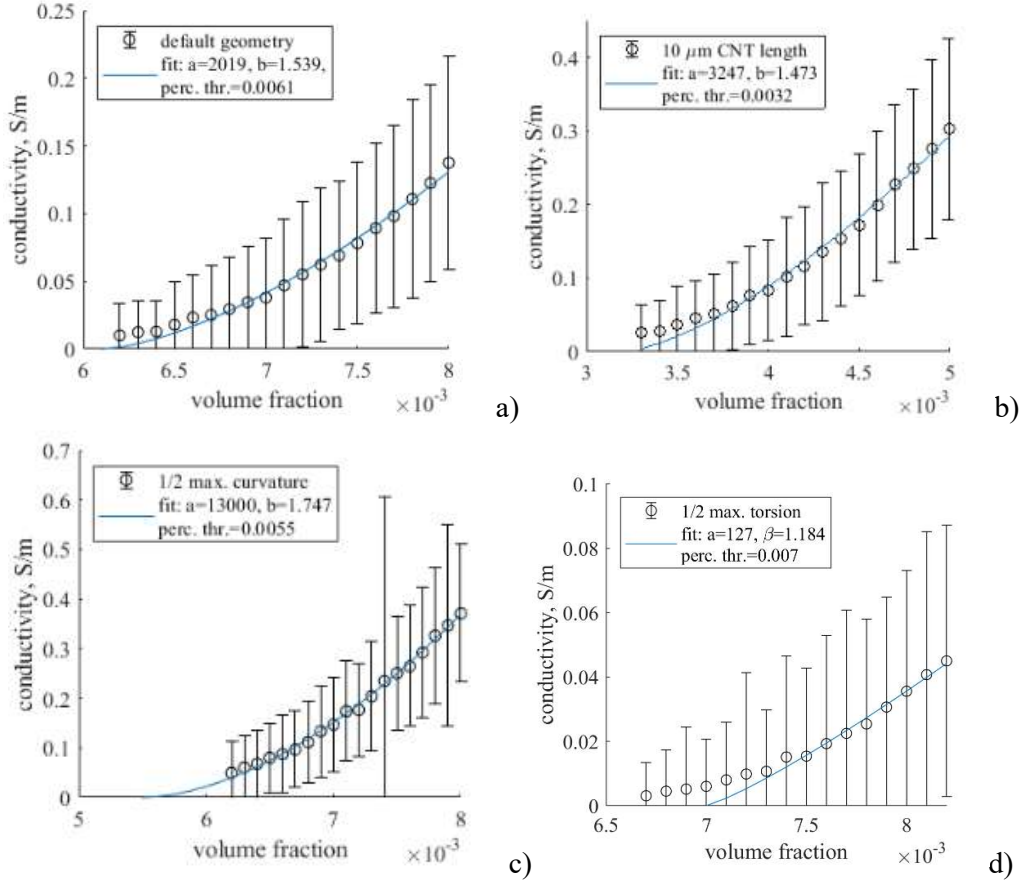 0.25
0.2
0.15
0.1
0.05
0
6
6.5
7
7.5
8
conductivity, S/m
volume fraction
×10⁻³
default geometry
fit: a=2019, b=1.539,
perc. thr.=0.0061
a)
0.4
0.3
0.2
0.1
0
3
3.5
4
4.5
5
conductivity, S/m
volume fraction
×10⁻³
10 μm CNT length
fit: a=3247, b=1.473
perc. thr.=0.0032
b)
0.7
0.6
0.5
0.4
0.3
0.2
0.1
0
5
6
7
8
conductivity, S/m
volume fraction
×10⁻³
1/2 max. curvature
fit: a=13000, b=1.747
perc. thr.=0.0055
c)
0.1
0.08
0.06
0.04
0.02
0
6.5
7
7.5
8
conductivity, S/m
volume fraction
×10⁻³
1/2 max. torsion
fit: a=127, β=1.184
perc. thr.=0.007
d)